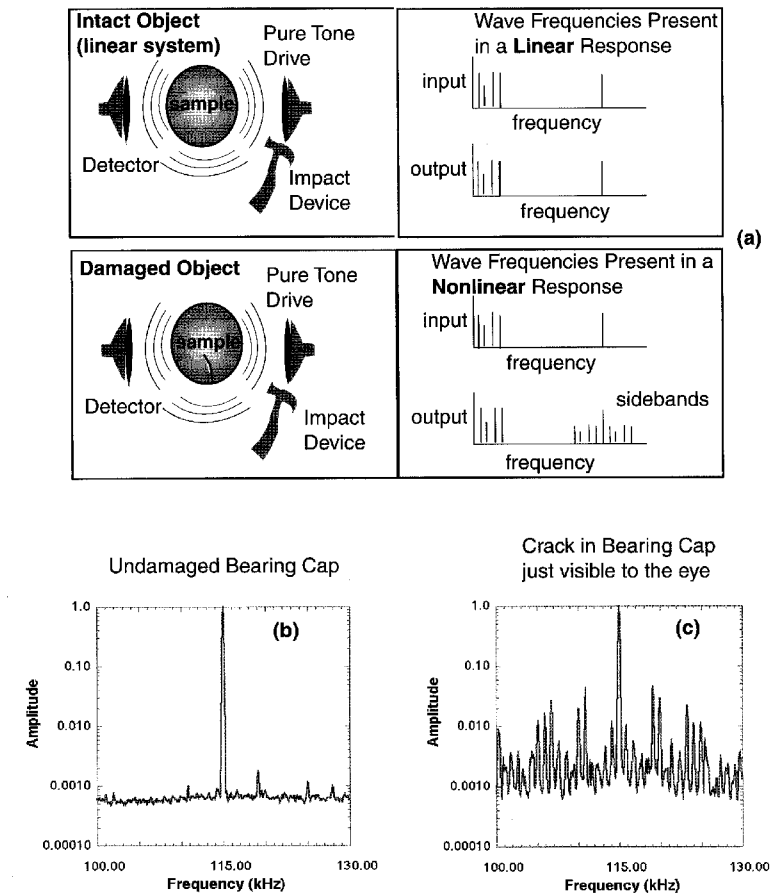 Intact Object
(linear system)
Pure Tone
Drive
sample
Detector
Impact
Device
Wave Frequencies Present
in a Linear Response
input
frequency
output
frequency
(a)
Damaged Object
Pure Tone
Drive
sample
Detector
Impact
Device
Wave Frequencies Present in a
Nonlinear Response
input
frequency
sidebands
output
frequency
Undamaged Bearing Cap
(b)
1.0
0.10
0.010
0.0010
0.00010
Amplitude
100.00 115.00 130.00
Frequency (kHz)
Crack in Bearing Cap
just visible to the eye
(c)
1.0
0.10
0.010
0.0010
0.00010
Amplitude
100.00 115.00 130.00
Frequency (kHz)